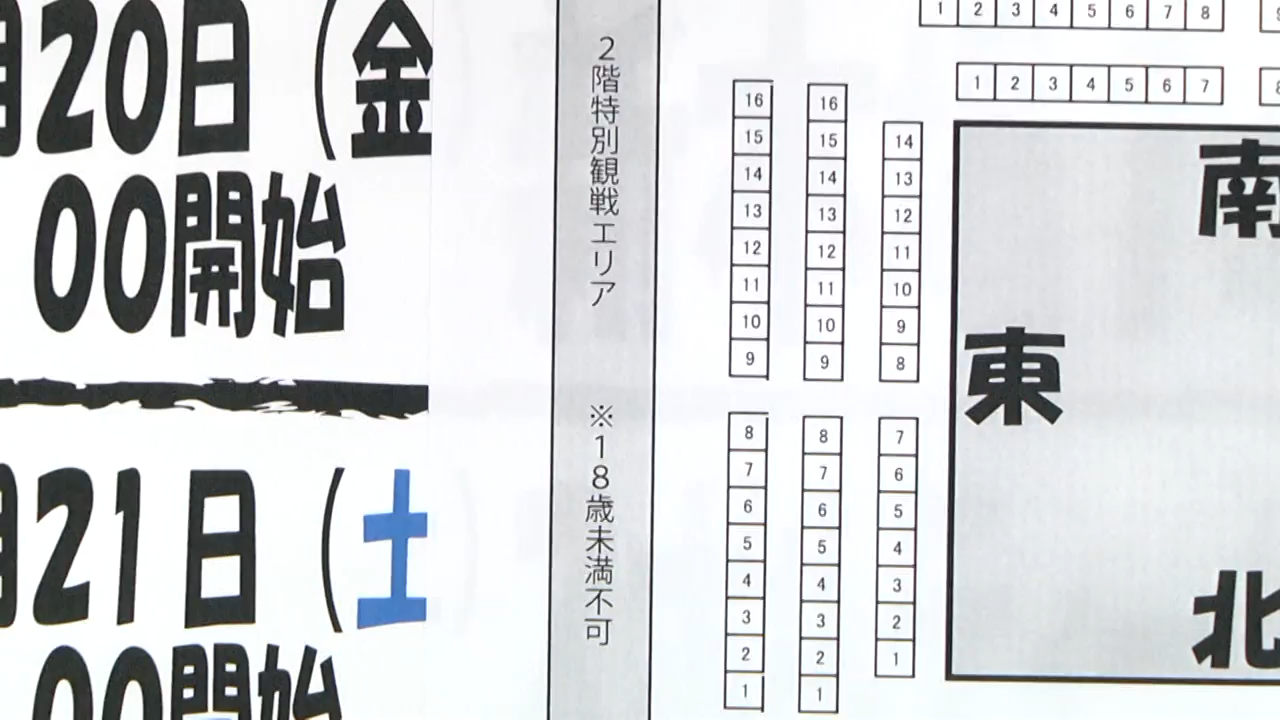 月20日（金
00開始
月21日（土
00開始
2階特別観戦エリア ※18歳未満不可
1 2 3 4 5 6 7 8
1 2 3 4 5 6 7
16 15 14 13 12 11 10 9
8 7 6 5 4 3 2 1
16 15 14 13 12 11 10 9
8 7 6 5 4 3 2 1
14 13 12 11 10 9 8
7 6 5 4 3 2 1
南
東
北